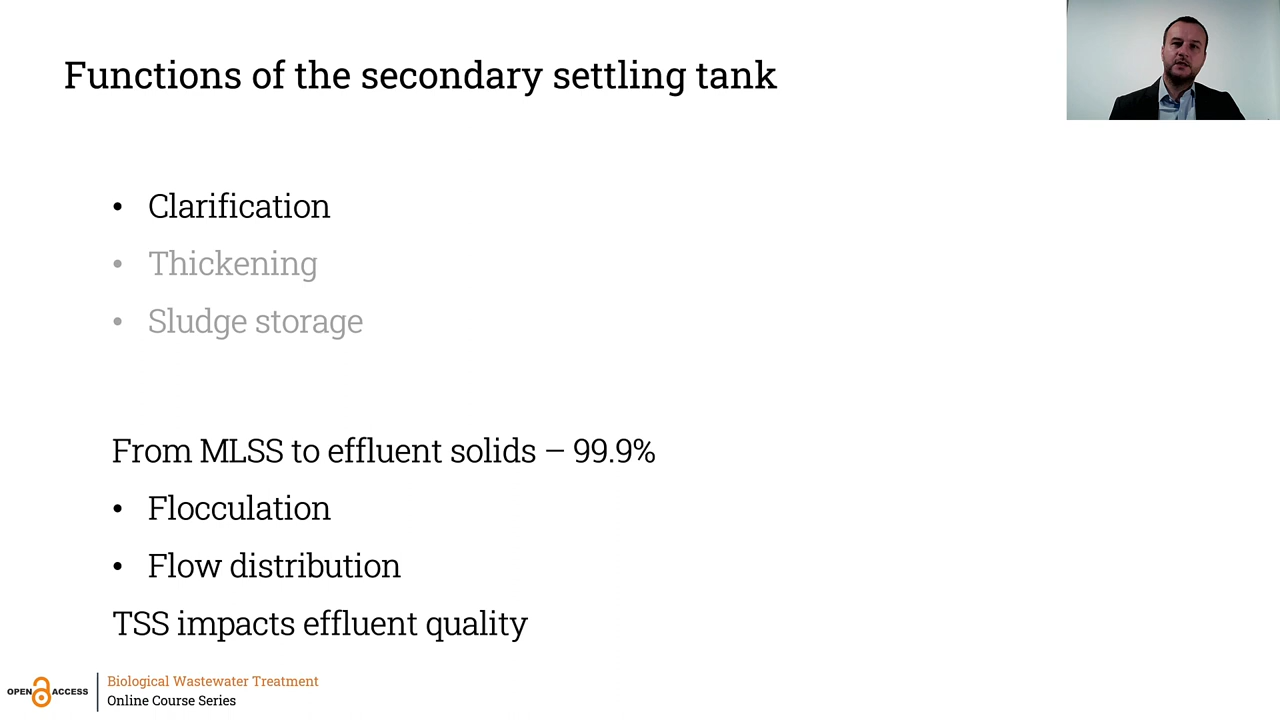 Functions of the secondary settling tank
• Clarification
• Thickening
• Sludge storage
From MLSS to effluent solids – 99.9%
• Flocculation
• Flow distribution
TSS impacts effluent quality
OPEN ACCESS
Biological Wastewater Treatment
Online Course Series